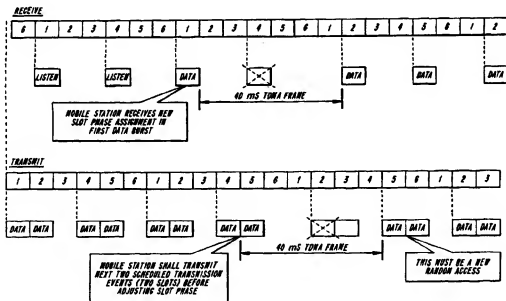 RECEIVE
6 1 2 3 4 5 6 1 2 3 4 5 6 1 2 3 4 5 6 1 2
LISTEN LISTEN DATA DATA DATA DATA
40 mS TDMA FRAME
MOBILE STATION RECEIVES NEW
SLOT PHASE ASSIGNMENT IN
FIRST DATA BURST
TRANSMIT
1 2 3 4 5 6 1 2 3 4 5 6 1 2 3 4 5 6 1 2 3
DATA DATA DATA DATA DATA DATA DATA DATA DATA DATA DATA DATA
40 mS TDMA FRAME
MOBILE STATION SHALL TRANSMIT
NEXT TWO SCHEDULED TRANSMISSION
EVENTS (TWO SLOTS) BEFORE
ADJUSTING SLOT PHASE
THIS MUST BE A NEW
RANDOM ACCESS